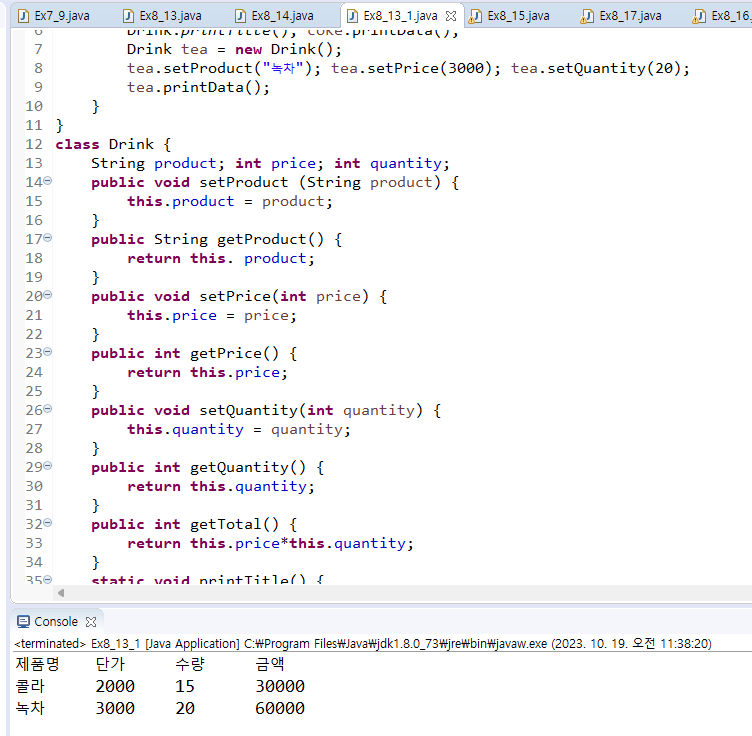 Ex7_9.java Ex8_13.java Ex8_14.java Ex8_13_1.java Ex8_15.java Ex8_17.java Ex8_16.
6 Drink.printTitle(); coke.printData();
7 Drink tea = new Drink();
8 tea.setProduct("녹차"); tea.setPrice(3000); tea.setQuantity(20);
9 tea.printData();
10 }
11 }
12 class Drink {
13 String product; int price; int quantity;
14 public void setProduct (String product) {
15 this.product = product;
16 }
17 public String getProduct() {
18 return this. product;
19 }
20 public void setPrice(int price) {
21 this.price = price;
22 }
23 public int getPrice() {
24 return this.price;
25 }
26 public void setQuantity(int quantity) {
27 this.quantity = quantity;
28 }
29 public int getQuantity() {
30 return this.quantity;
31 }
32 public int getTotal() {
33 return this.price*this.quantity;
34 }
35 static void printTitle() {
Console
<terminated> Ex8_13_1 [Java Application] C:₩Program Files₩Java₩jdk1.8.0_73₩jre₩bin₩javaw.exe (2023. 10. 19. 오전 11:38:20)
제품명 단가 수량 금액
콜라 2000 15 30000
녹차 3000 20 60000